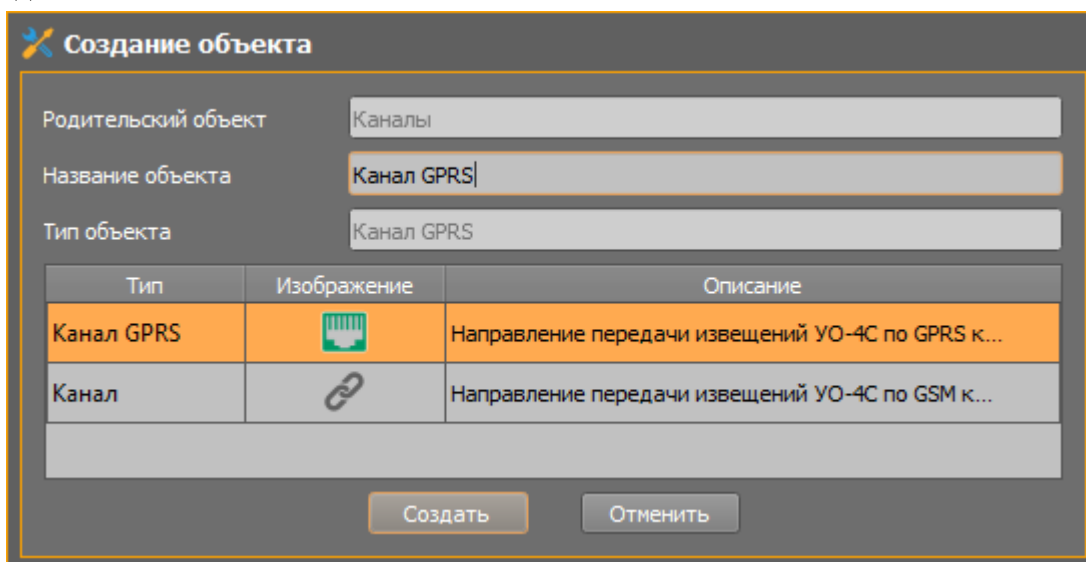 Создание объекта
Родительский объект Каналы
Название объекта Канал GPRS
Тип объекта Канал GPRS
Тип Изображение Описание
Канал GPRS Направление передачи извещений УО-4С по GPRS к...
Канал Направление передачи извещений УО-4С по GSM к...
Создать Отменить